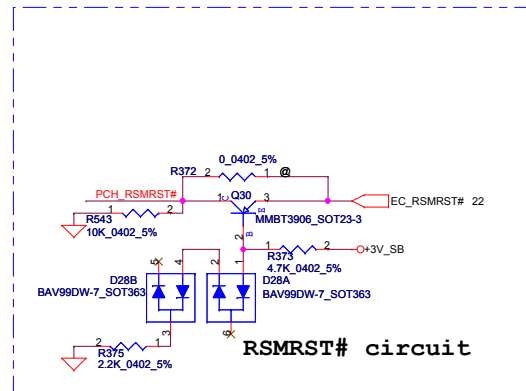 0_0402_5%
R372 2 1 @
PCH_RSMRST# 1 C Q30 3 EC_RSMRST# 22
E
1 2 MMBT3906_SOT23-3
R543 2 B
10K_0402_5%
1 2 +3V_SB
R373
5 4 2 1 4.7K_0402_5%
D28B D28A
BAV99DW-7_SOT363 BAV99DW-7_SOT363
3 6
2 1
R375
2.2K_0402_5%
RSMRST# circuit